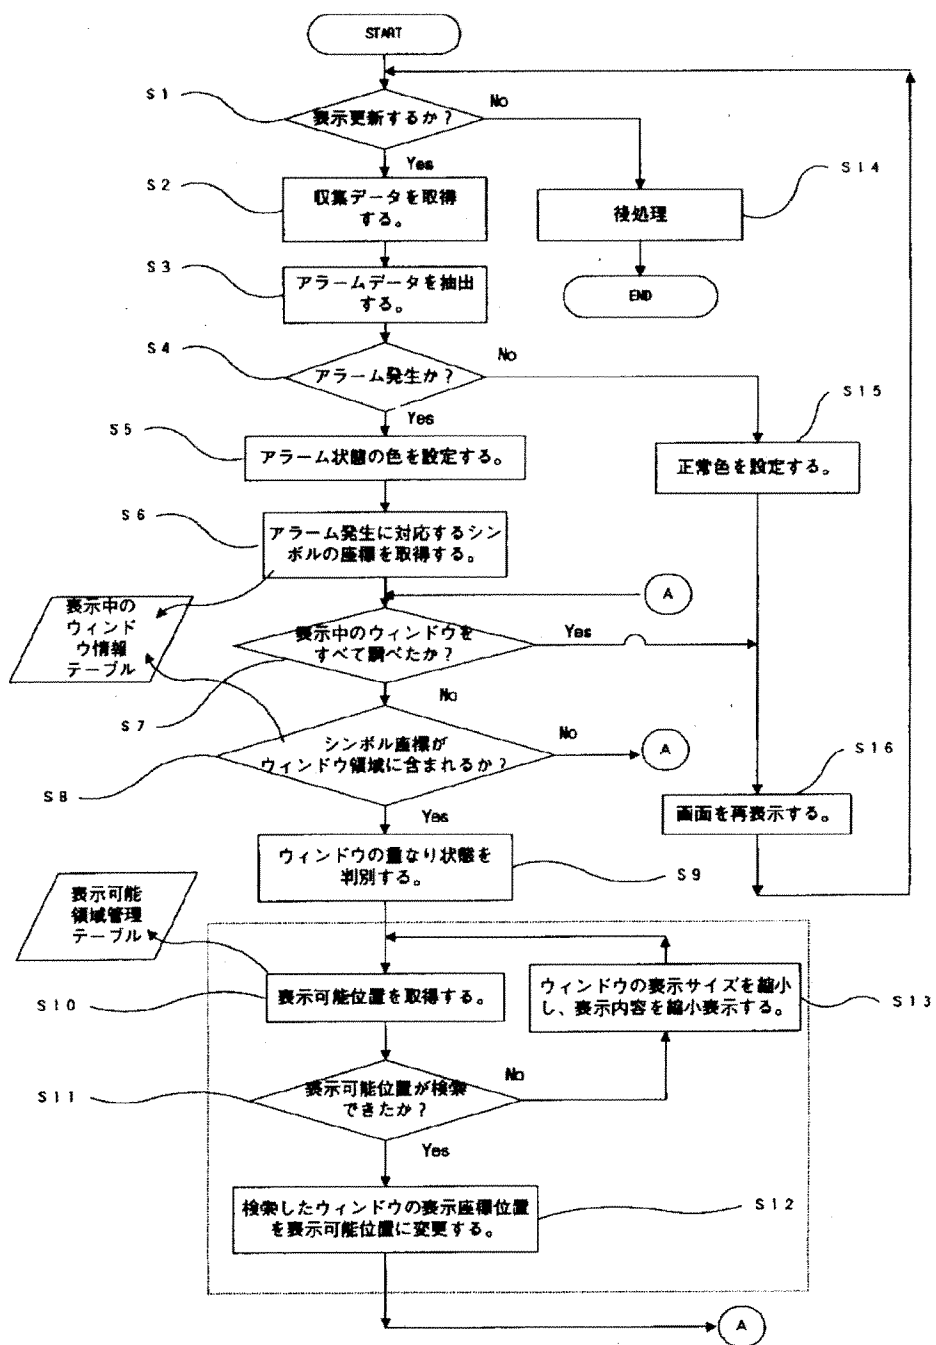 START
S1
表示更新するか？
No
Yes
S2
収集データを取得
する。
S14
後処理
S3
アラームデータを抽出
する。
END
S4
アラーム発生か？
No
Yes
S5
アラーム状態の色を設定する。
S15
正常色を設定する。
S6
アラーム発生に対応するシン
ボルの座標を取得する。
A
表示中の
ウィンド
ウ情報
テーブル
表示中のウィンドウを
すべて調べたか？
Yes
No
S7
シンボル座標が
ウィンドウ領域に含まれるか？
No
A
S8
Yes
S16
画面を再表示する。
ウィンドウの重なり状態を
判別する。
S9
表示可能
領域管理
テーブル
S10
表示可能位置を取得する。
ウィンドウの表示サイズを縮小
し、表示内容を縮小表示する。
S13
S11
表示可能位置が検索
できたか？
No
Yes
検索したウィンドウの表示座標位置
を表示可能位置に変更する。
S12
A